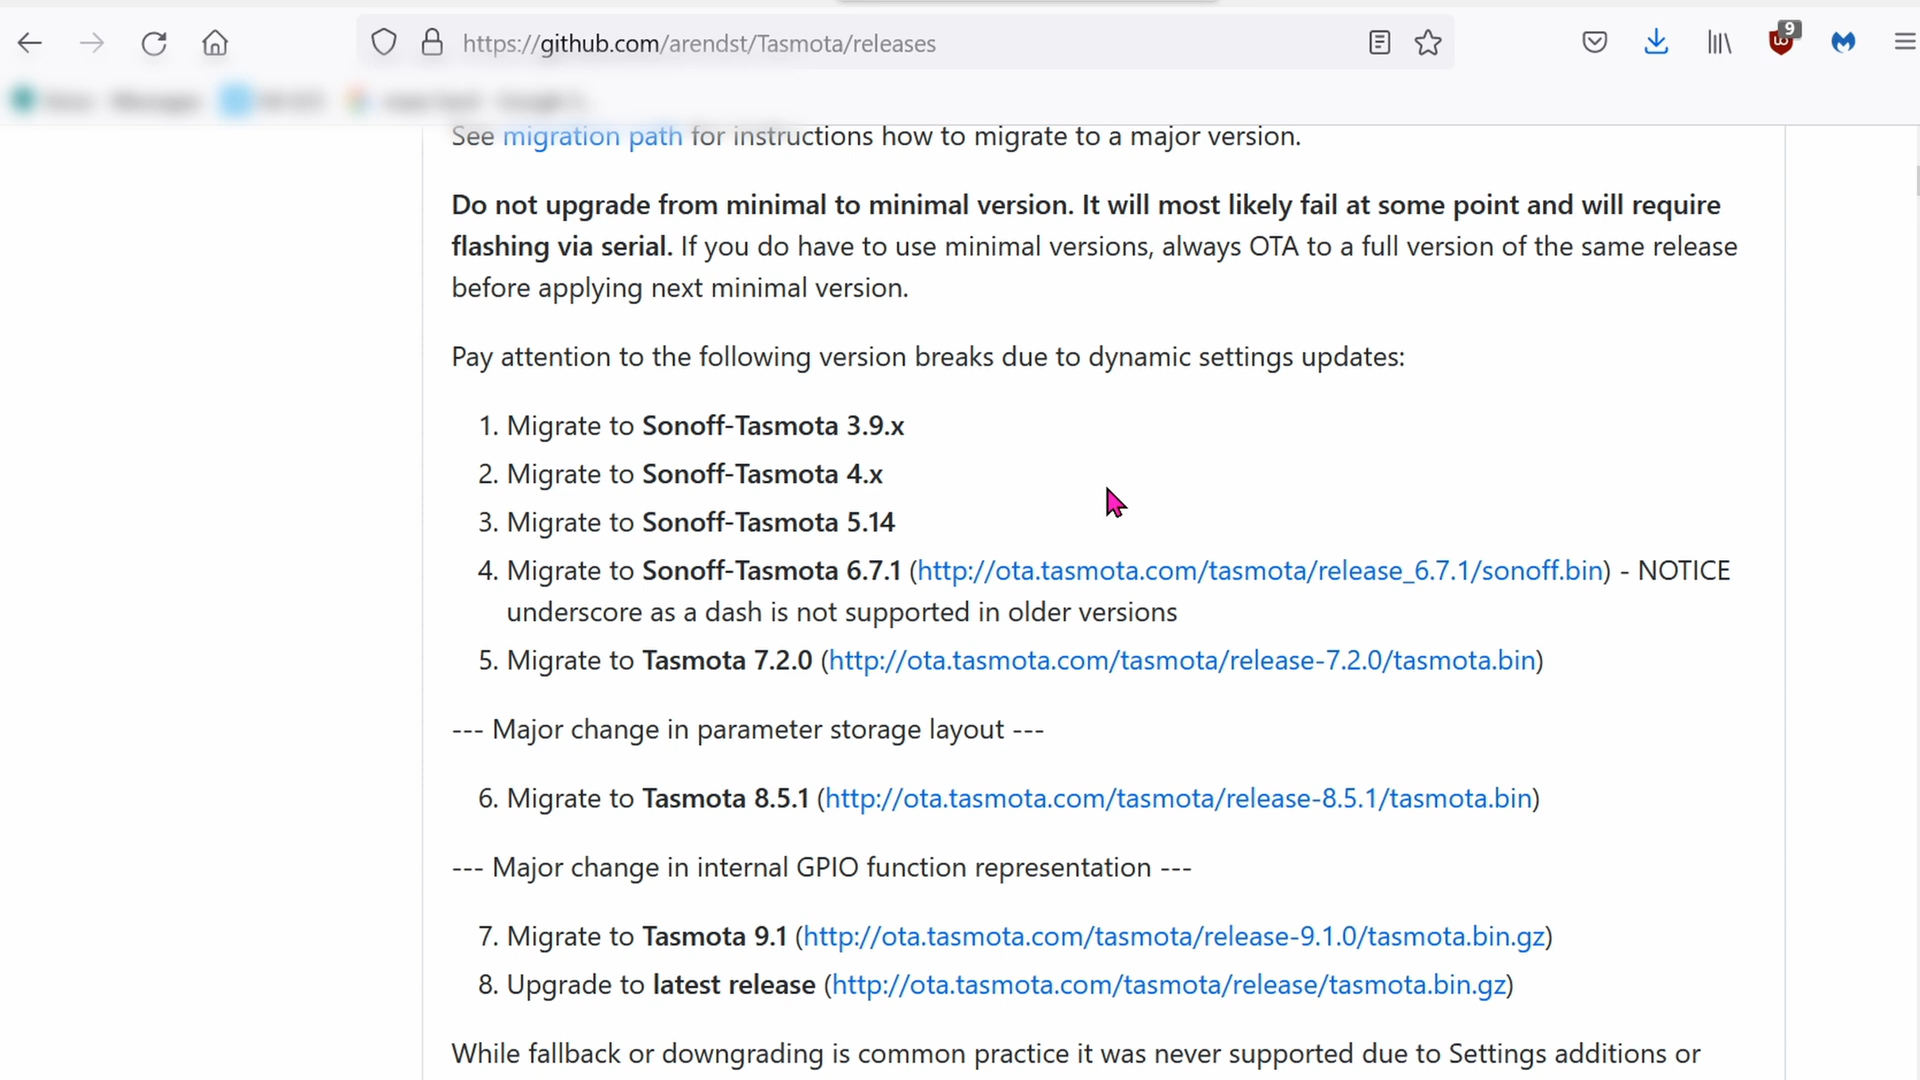 https://github.com/arendst/Tasmota/releases
9
See migration path for instructions how to migrate to a major version.
Do not upgrade from minimal to minimal version. It will most likely fail at some point and will require
flashing via serial. If you do have to use minimal versions, always OTA to a full version of the same release
before applying next minimal version.
Pay attention to the following version breaks due to dynamic settings updates:
1. Migrate to Sonoff-Tasmota 3.9.x
2. Migrate to Sonoff-Tasmota 4.x
3. Migrate to Sonoff-Tasmota 5.14
4. Migrate to Sonoff-Tasmota 6.7.1 (http://ota.tasmota.com/tasmota/release_6.7.1/sonoff.bin) - NOTICE
underscore as a dash is not supported in older versions
5. Migrate to Tasmota 7.2.0 (http://ota.tasmota.com/tasmota/release-7.2.0/tasmota.bin)
--- Major change in parameter storage layout ---
6. Migrate to Tasmota 8.5.1 (http://ota.tasmota.com/tasmota/release-8.5.1/tasmota.bin)
--- Major change in internal GPIO function representation ---
7. Migrate to Tasmota 9.1 (http://ota.tasmota.com/tasmota/release-9.1.0/tasmota.bin.gz)
8. Upgrade to latest release (http://ota.tasmota.com/tasmota/release/tasmota.bin.gz)
While fallback or downgrading is common practice it was never supported due to Settings additions or